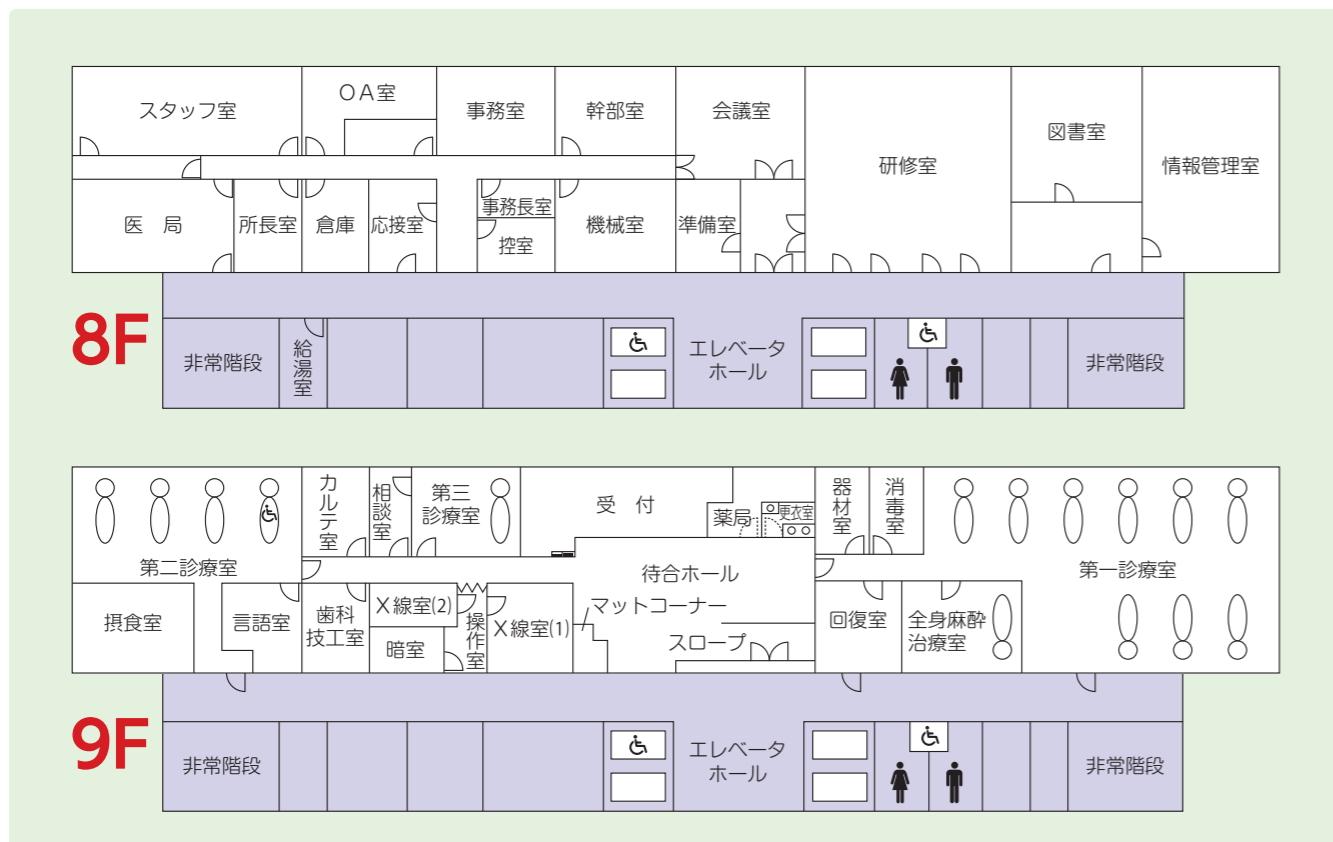 スタッフ室
OA室
事務室
幹部室
会議室
研修室
図書室
情報管理室
医 局
所長室
倉庫
応接室
事務長室
控室
機械室
準備室
8F
非常階段
給湯室
エレベータ
ホール
非常階段
第二診療室
カルテ室
相談室
第三
診療室
受 付
薬局
更衣室
器材室
消毒室
第一診療室
待合ホール
マットコーナー
スロープ
摂食室
言語室
歯科
技工室
X線室(2)
暗室
操作室
X線室(1)
回復室
全身麻酔
治療室
9F
非常階段
エレベータ
ホール
非常階段